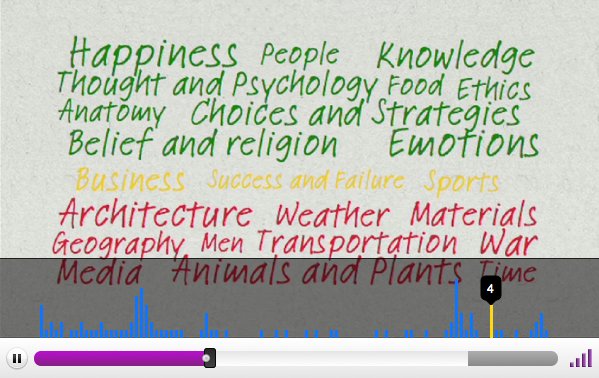 Happiness People Knowledge
Thought and Psychology Food Ethics
Anatomy Choices and Strategies
Belief and religion Emotions
Business Success and Failure Sports
Architecture Weather Materials
Geography Men Transportation War
Media Animals and Plants Time
4